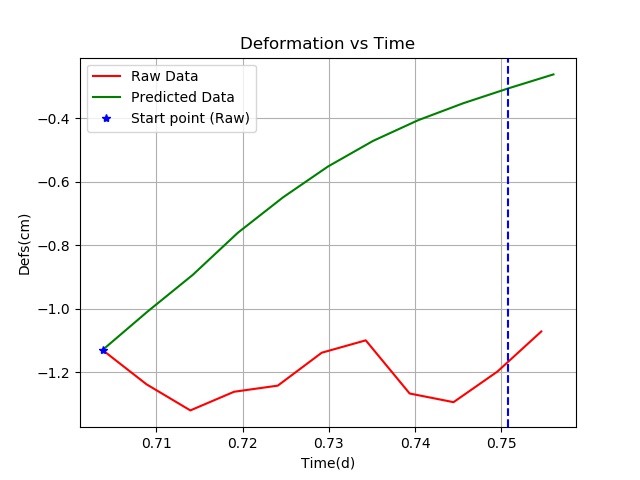 Deformation vs Time
Raw Data
Predicted Data
Start point (Raw)
Defs(cm)
−0.4
−0.6
−0.8
−1.0
−1.2
0.71 0.72 0.73 0.74 0.75
Time(d)